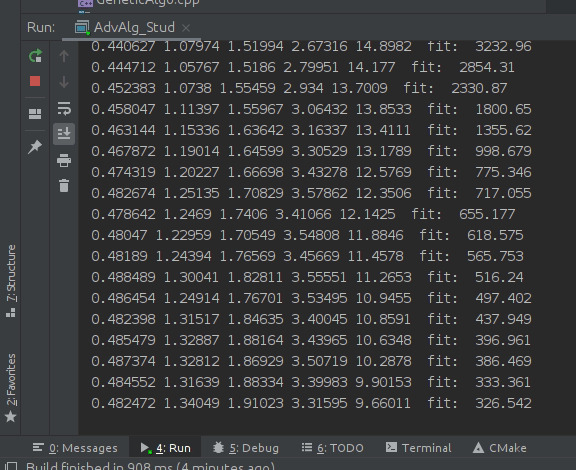 GeneticAlgo.cpp
Run: AdvAlg_Stud
0.440627 1.07974 1.51994 2.67316 14.8982  fit:  3232.96
0.444712 1.05767 1.5186 2.79951 14.177  fit:  2854.31
0.452383 1.0738 1.55459 2.934 13.7009  fit:  2330.87
0.458047 1.11397 1.55967 3.06432 13.8533  fit:  1800.65
0.463144 1.15336 1.63642 3.16337 13.4111  fit:  1355.62
0.467872 1.19014 1.64599 3.30529 13.1789  fit:  998.679
0.474319 1.20227 1.66698 3.43278 12.5769  fit:  775.346
0.482674 1.25135 1.70829 3.57862 12.3506  fit:  717.055
0.478642 1.2469 1.7406 3.41066 12.1425  fit:  655.177
0.48047 1.22959 1.70549 3.54808 11.8846  fit:  618.575
0.48189 1.24394 1.76569 3.45669 11.4578  fit:  565.753
0.488489 1.30041 1.82811 3.55551 11.2653  fit:  516.24
0.486454 1.24914 1.76701 3.53495 10.9455  fit:  497.402
0.482398 1.31517 1.84635 3.40045 10.8591  fit:  437.949
0.485479 1.32887 1.88164 3.43965 10.6348  fit:  396.961
0.487374 1.32812 1.86929 3.50719 10.2878  fit:  386.469
0.484552 1.31639 1.88334 3.39983 9.90153  fit:  333.361
0.482472 1.34049 1.91023 3.31595 9.66011  fit:  326.542
7: Structure
2: Favorites
0: Messages 4: Run 5: Debug 6: TODO Terminal CMake
Build finished in 908 ms (4 minutes ago)